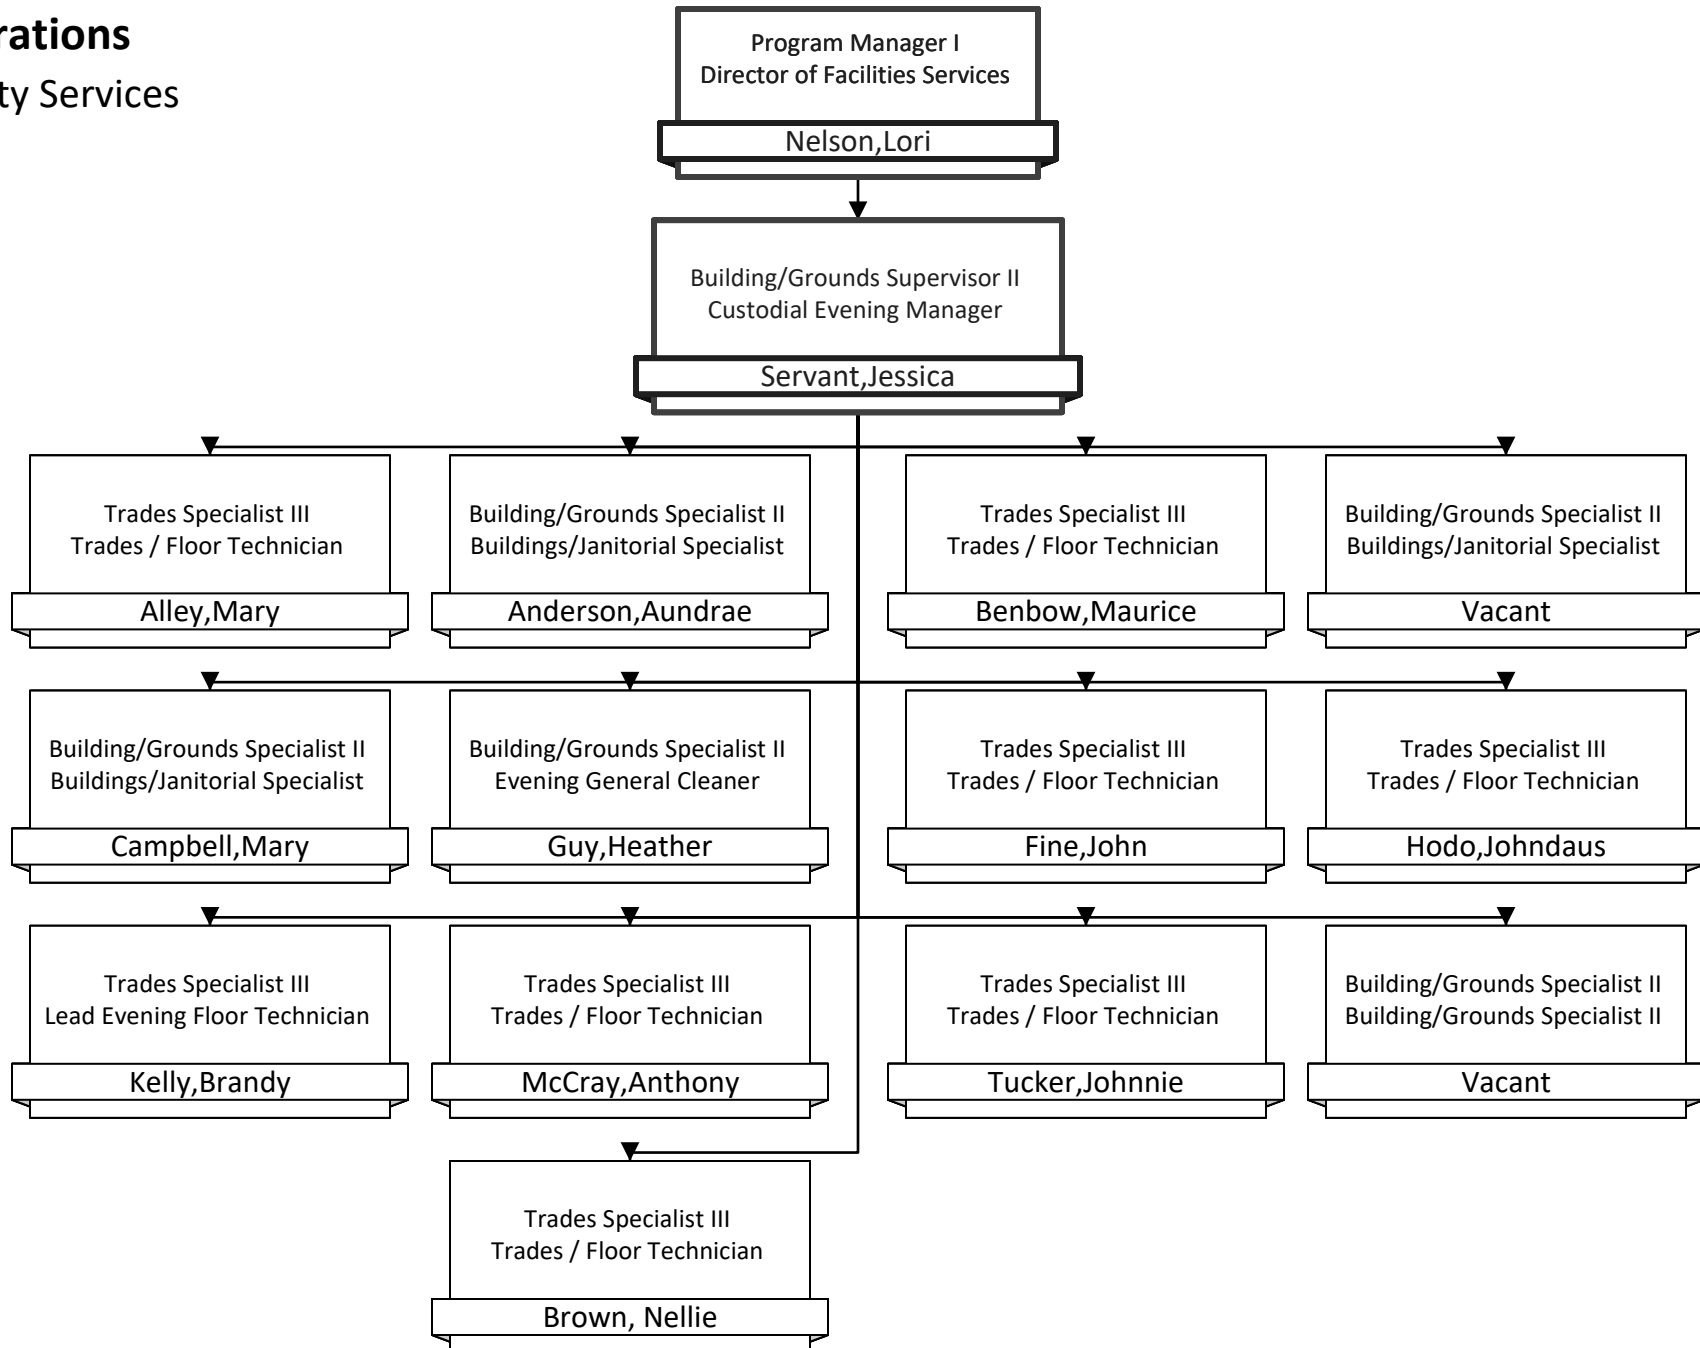 rations
ty Services
Program Manager I
Director of Facilities Services
Nelson,Lori
Building/Grounds Supervisor II
Custodial Evening Manager
Servant,Jessica
Trades Specialist III
Trades / Floor Technician
Alley,Mary
Building/Grounds Specialist II
Buildings/Janitorial Specialist
Anderson,Aundrae
Trades Specialist III
Trades / Floor Technician
Benbow,Maurice
Building/Grounds Specialist II
Buildings/Janitorial Specialist
Vacant
Building/Grounds Specialist II
Buildings/Janitorial Specialist
Campbell,Mary
Building/Grounds Specialist II
Evening General Cleaner
Guy,Heather
Trades Specialist III
Trades / Floor Technician
Fine,John
Trades Specialist III
Trades / Floor Technician
Hodo,Johndaus
Trades Specialist III
Lead Evening Floor Technician
Kelly,Brandy
Trades Specialist III
Trades / Floor Technician
McCray,Anthony
Trades Specialist III
Trades / Floor Technician
Tucker,Johnnie
Building/Grounds Specialist II
Building/Grounds Specialist II
Vacant
Trades Specialist III
Trades / Floor Technician
Brown, Nellie